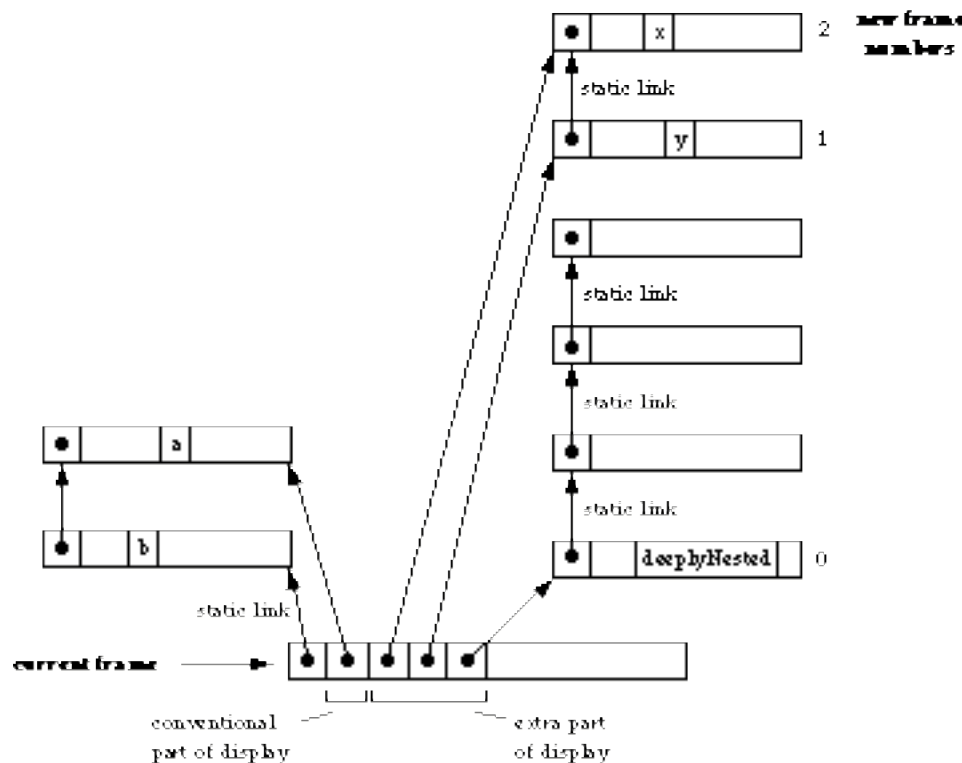 2 new frame
numbers
x
static link
1
y
static link
static link
a
static link
b
deeplyNested
0
static link
current frame
conventional
part of display
extra part
of display